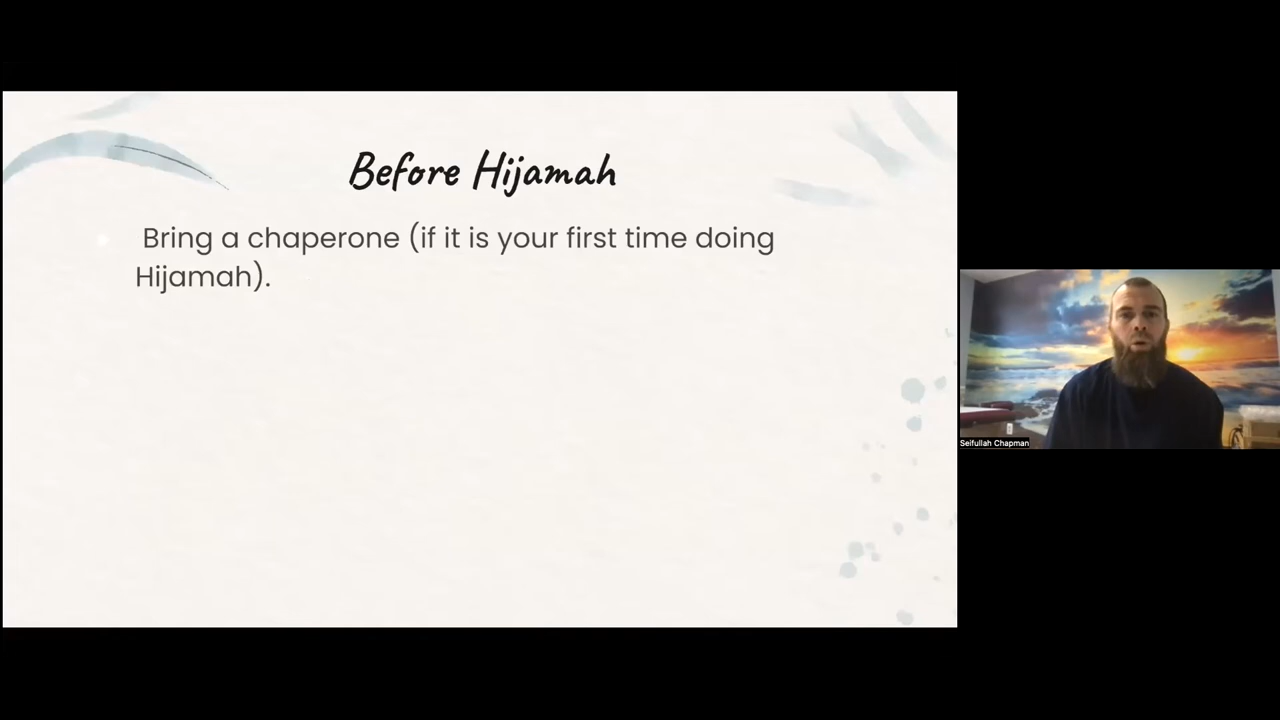 Before Hijamah
Bring a chaperone (if it is your first time doing
Hijamah).
Seifullah Chapman